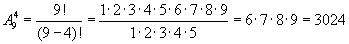 A₉⁴ = 9! / (9−4)! = 1·2·3·4·5·6·7·8·9 / 1·2·3·4·5 = 6·7·8·9 = 3024